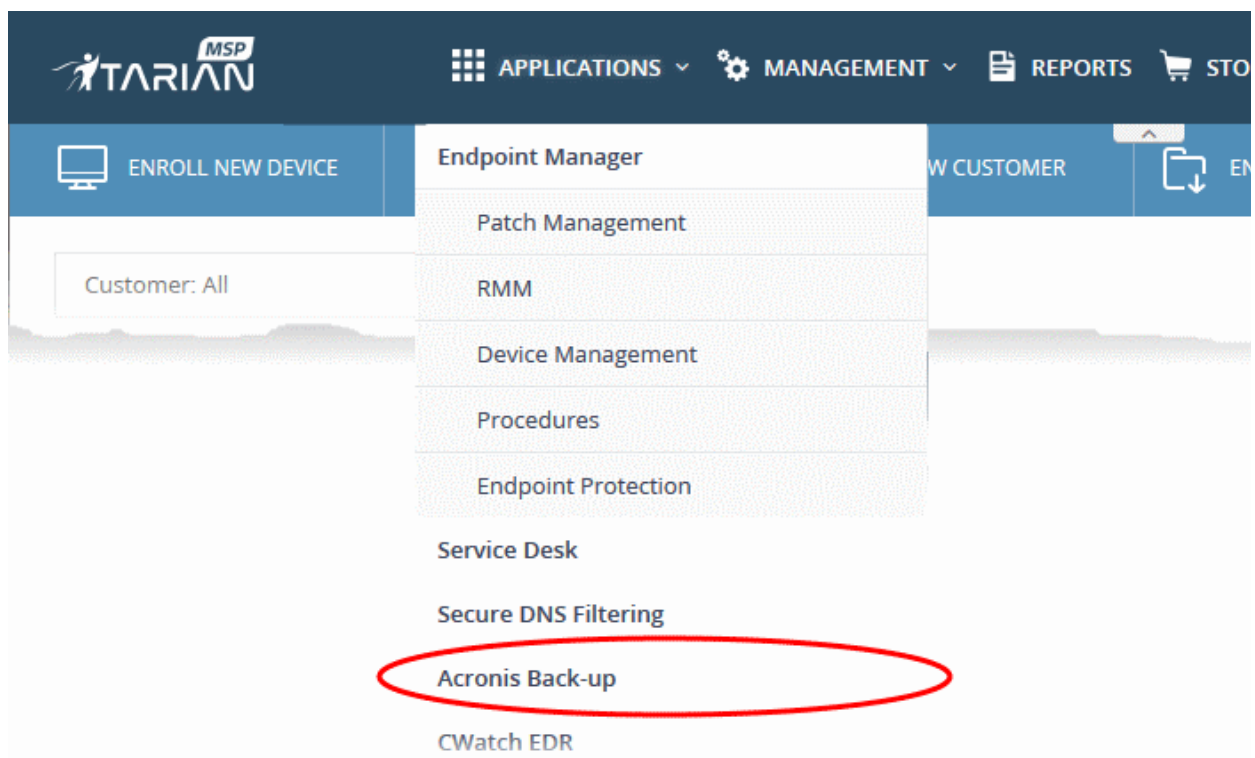 ITARIAN MSP
APPLICATIONS MANAGEMENT REPORTS STO
ENROLL NEW DEVICE W CUSTOMER EN
Customer: All
Endpoint Manager
Patch Management
RMM
Device Management
Procedures
Endpoint Protection
Service Desk
Secure DNS Filtering
Acronis Back-up
CWatch EDR